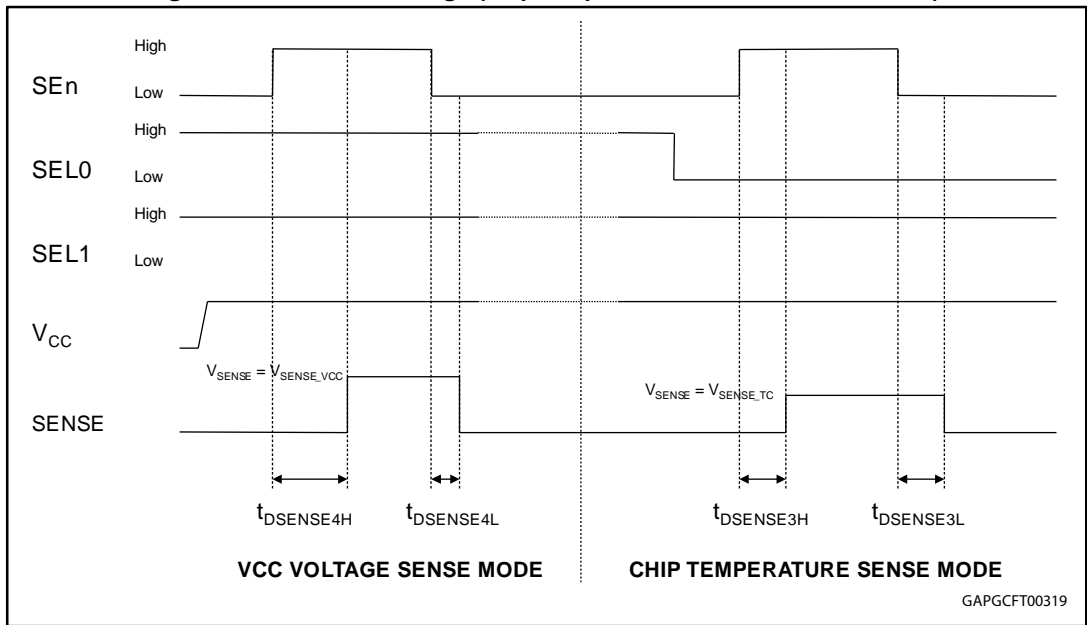 High
SEn
Low
High
SEL0
Low
High
SEL1
Low
VCC
VSENSE = VSENSE_VCC
VSENSE = VSENSE_TC
SENSE
tDSENSE4H
tDSENSE4L
tDSENSE3H
tDSENSE3L
VCC VOLTAGE SENSE MODE
CHIP TEMPERATURE SENSE MODE
GAPGCFT00319